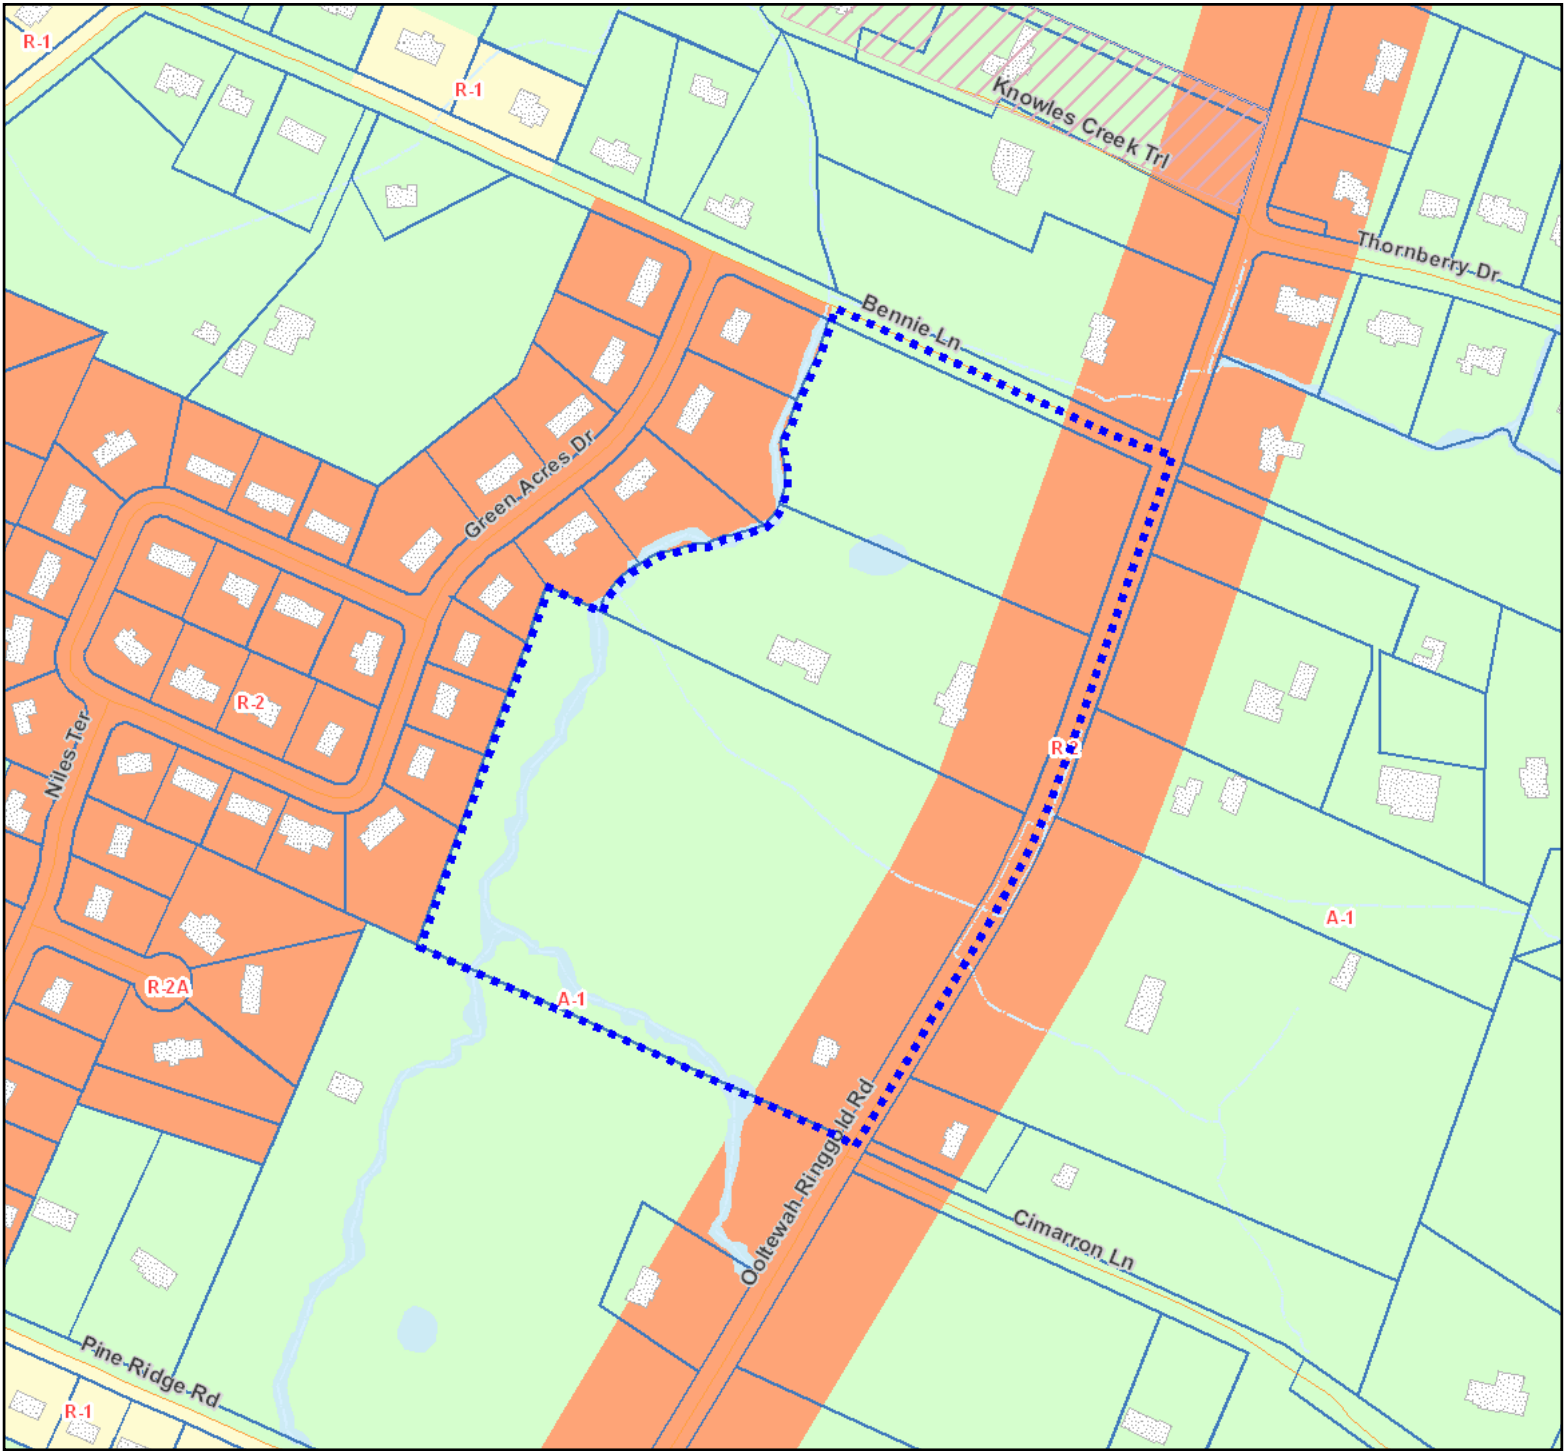 R-1
R-1
Knowles Creek Trl
Thornberry Dr
Bennie Ln
Green Acres Dr
R-2
Niles Ter
R-2
A-1
R-2A
A-1
Ooltewah-Ringgold Rd
Cimarron Ln
Pine Ridge Rd
R-1